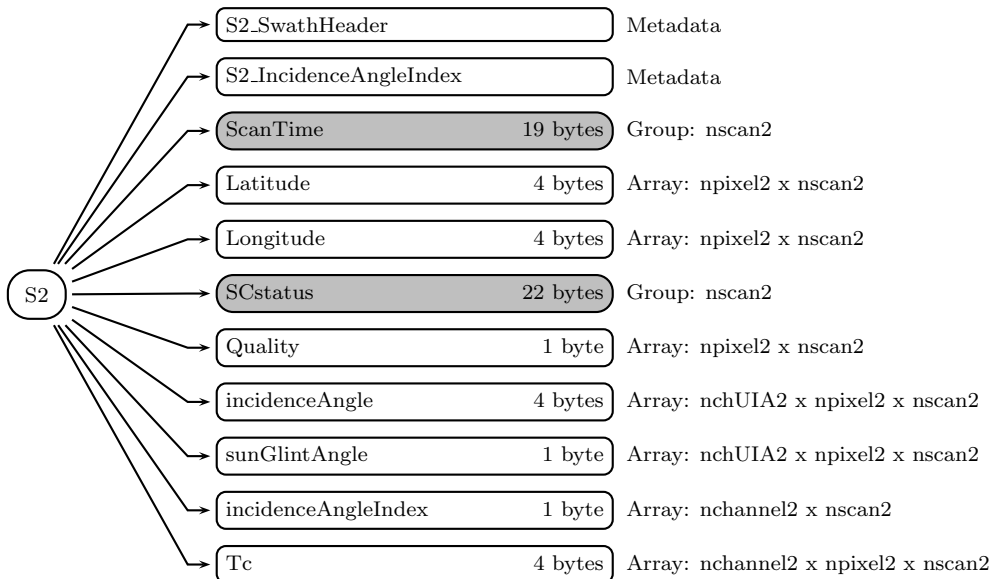 S2_SwathHeader Metadata
S2_IncidenceAngleIndex Metadata
ScanTime 19 bytes Group: nscan2
Latitude 4 bytes Array: npixel2 x nscan2
Longitude 4 bytes Array: npixel2 x nscan2
S2 SCstatus 22 bytes Group: nscan2
Quality 1 byte Array: npixel2 x nscan2
incidenceAngle 4 bytes Array: nchUIA2 x npixel2 x nscan2
sunGlintAngle 1 byte Array: nchUIA2 x npixel2 x nscan2
incidenceAngleIndex 1 byte Array: nchannel2 x nscan2
Tc 4 bytes Array: nchannel2 x npixel2 x nscan2